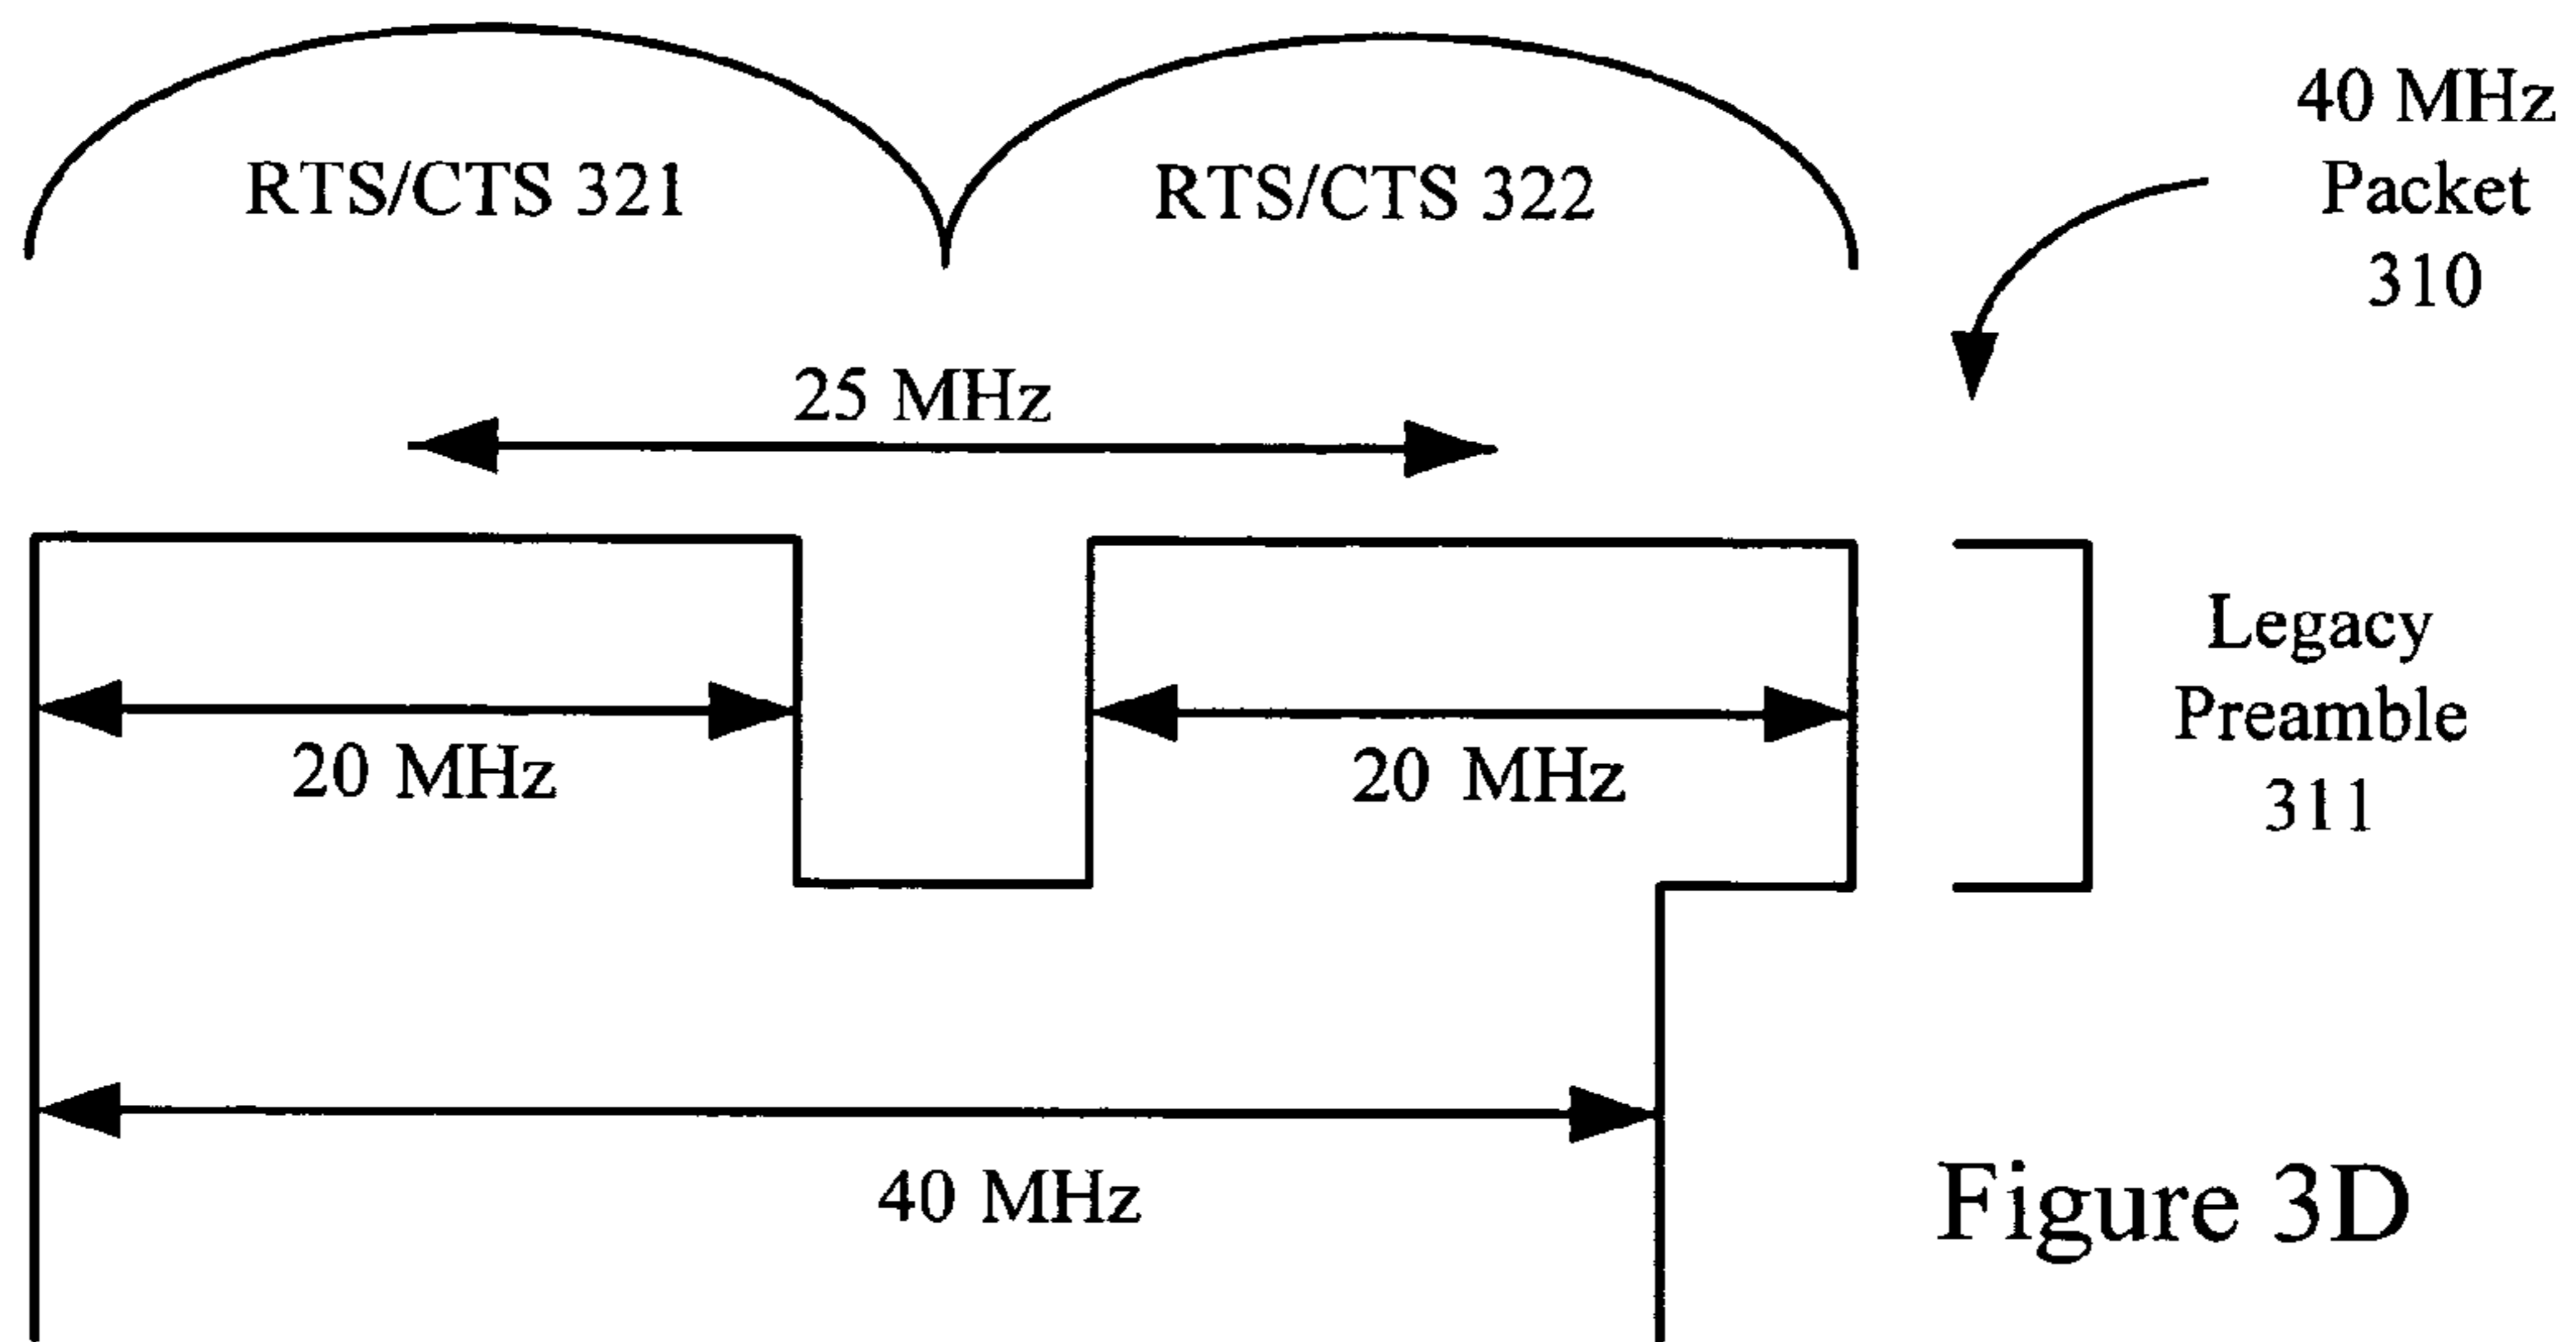 RTS/CTS 321
RTS/CTS 322
40 MHz
Packet
310
25 MHz
20 MHz
20 MHz
Legacy
Preamble
311
40 MHz
Figure 3D